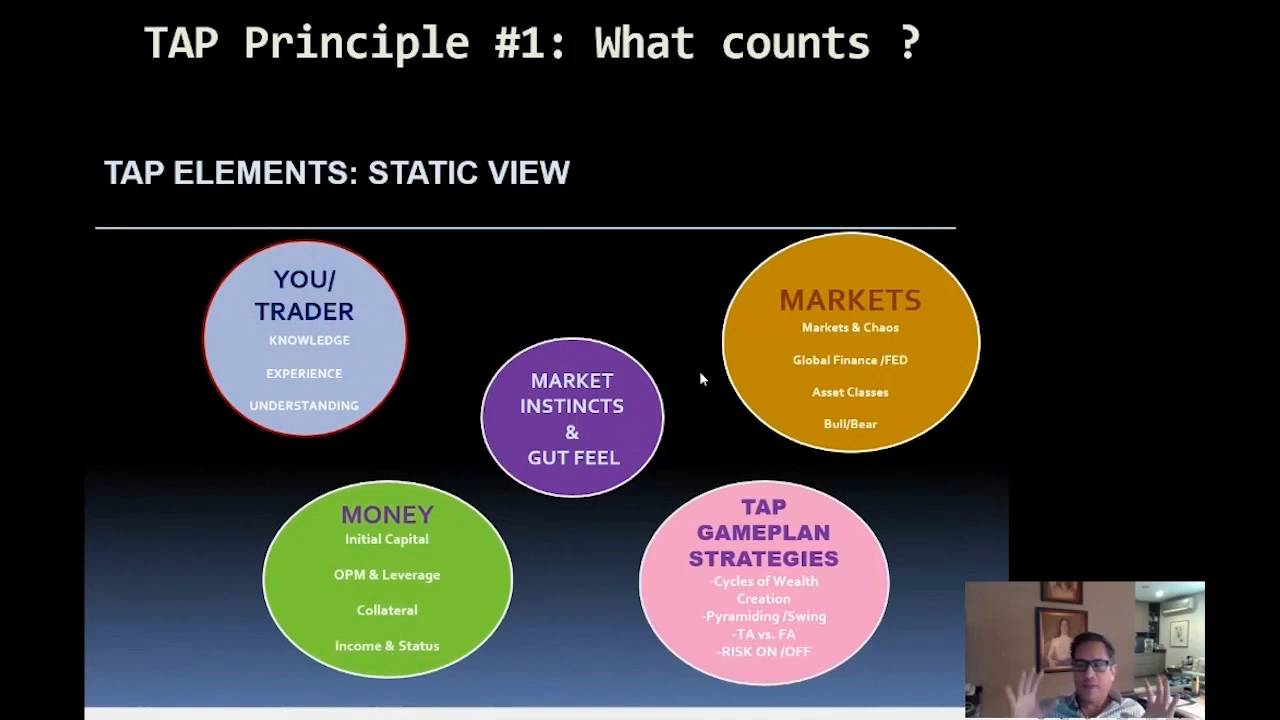 TAP Principle #1: What counts ?
TAP ELEMENTS: STATIC VIEW
YOU/
TRADER
KNOWLEDGE
EXPERIENCE
UNDERSTANDING
MARKETS
Markets & Chaos
Global Finance /FED
Asset Classes
Bull/Bear
MARKET
INSTINCTS
&
GUT FEEL
MONEY
Initial Capital
OPM & Leverage
Collateral
Income & Status
TAP
GAMEPLAN
STRATEGIES
-Cycles of Wealth
Creation
-Pyramiding /Swing
-TA vs. FA
-RISK ON /OFF